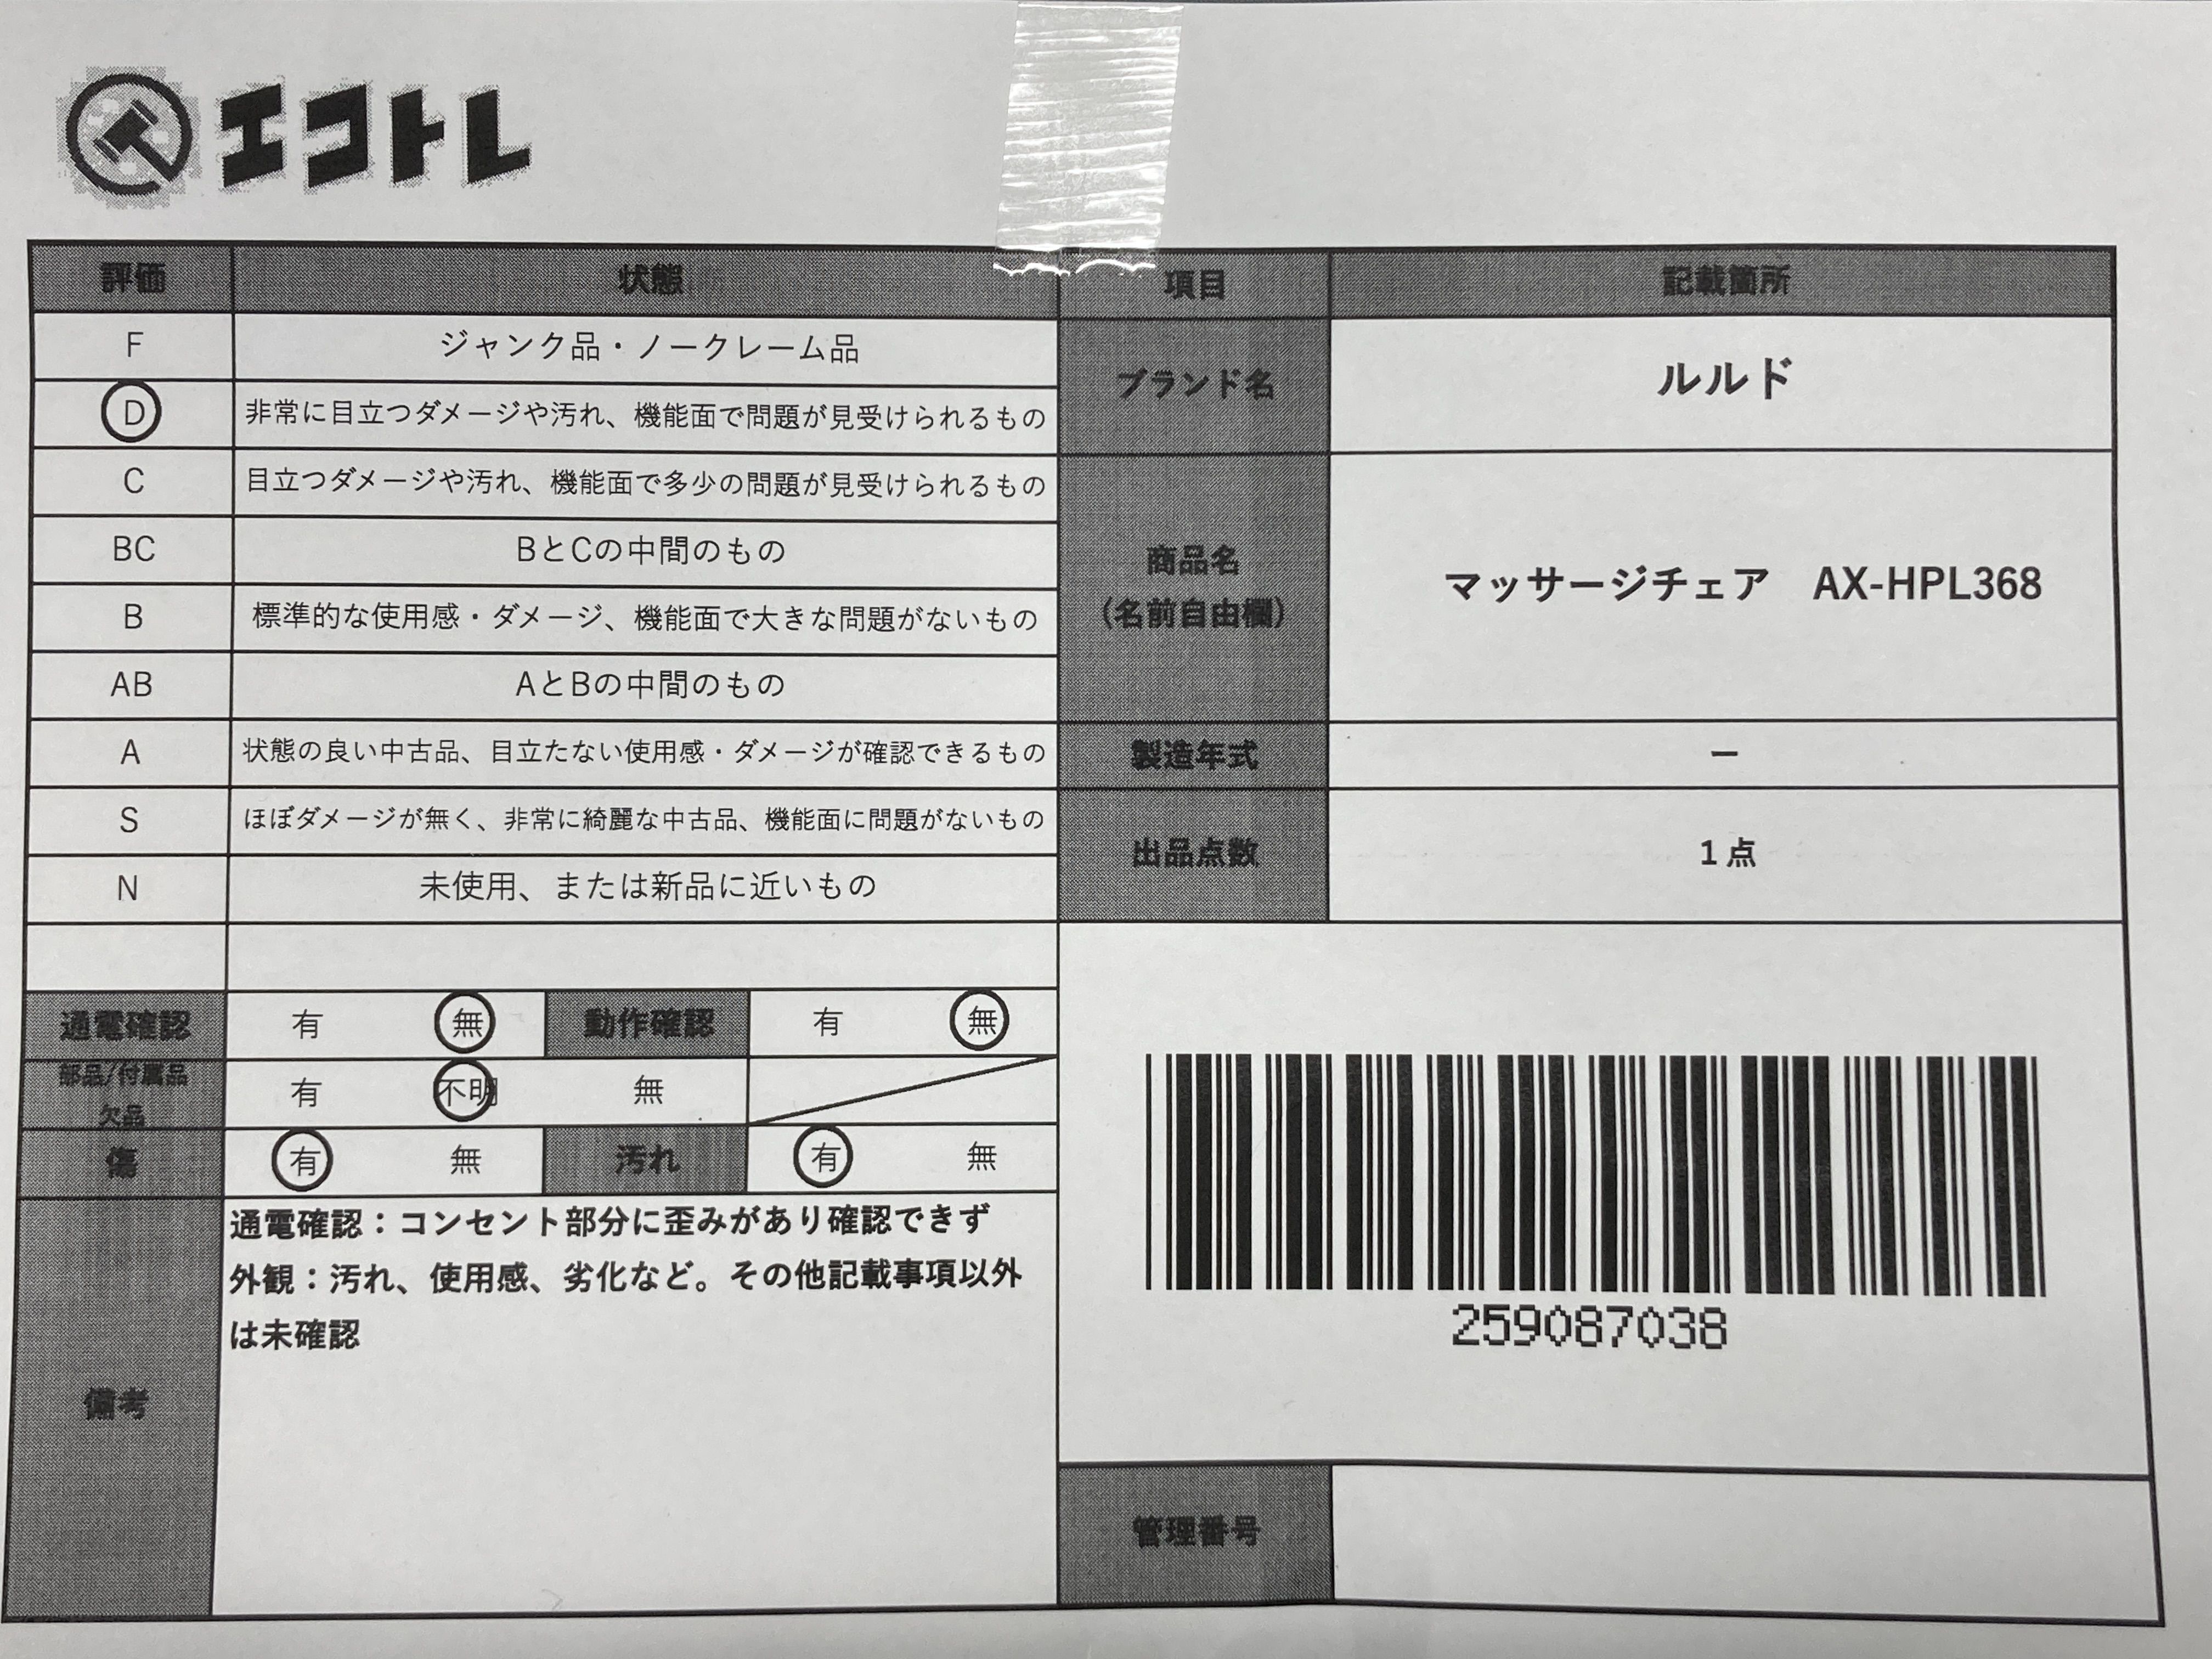 エコトレ
評価 状態 項目 記載箇所
F ジャンク品・ノークレーム品
D 非常に目立つダメージや汚れ、機能面で問題が見受けられるもの
ブランド名 ルルド
C 目立つダメージや汚れ、機能面で多少の問題が見受けられるもの
BC BとCの中間のもの
商品名
(名前自由欄)
マッサージチェア AX-HPL368
B 標準的な使用感・ダメージ、機能面で大きな問題がないもの
AB AとBの中間のもの
A 状態の良い中古品、目立たない使用感・ダメージが確認できるもの
製造年式 ー
S ほぼダメージが無く、非常に綺麗な中古品、機能面に問題がないもの
出品点数 1点
N 未使用、または新品に近いもの
通電確認 有 無 動作確認 有 無
部品/付属品
欠品
有 不明 無
傷 有 無 汚れ 有 無
備考
通電確認：コンセント部分に歪みがあり確認できず
外観：汚れ、使用感、劣化など。その他記載事項以外
は未確認
259087038
管理番号